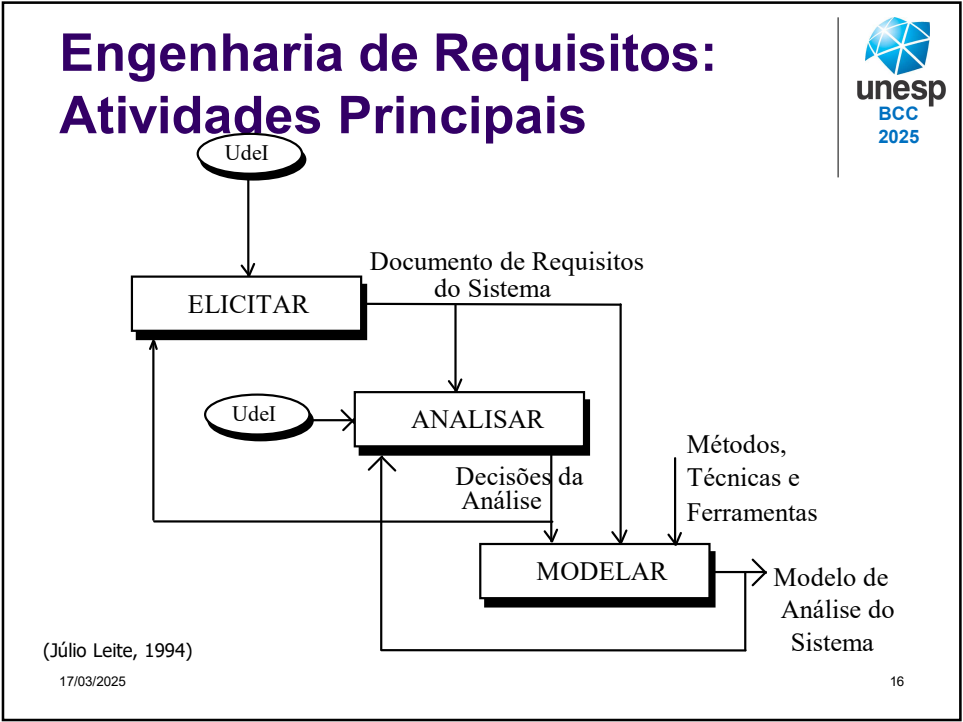 Engenharia de Requisitos:
Atividades Principais
unesp
BCC
2025
UdeI
Documento de Requisitos
do Sistema
ELICITAR
UdeI
ANALISAR
Decisões da
Análise
Métodos,
Técnicas e
Ferramentas
MODELAR
Modelo de
Análise do
Sistema
(Júlio Leite, 1994)
17/03/2025
16